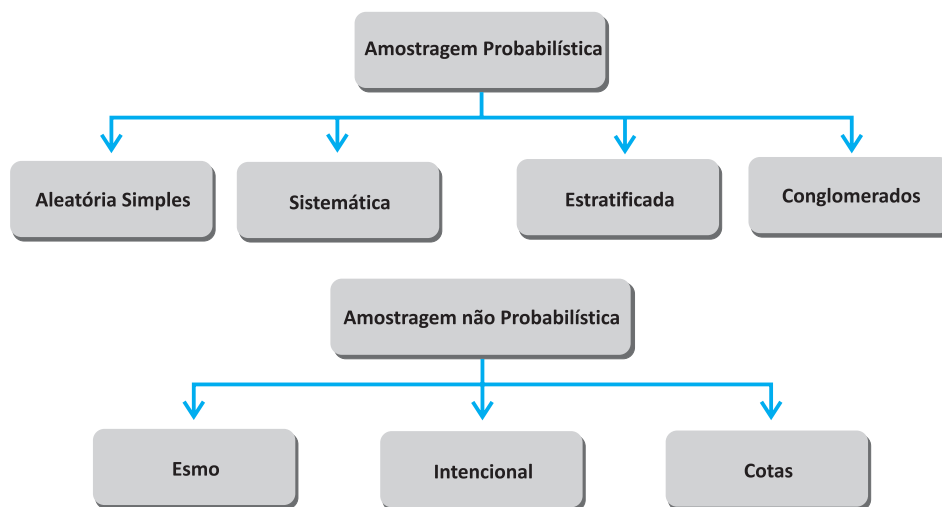 Amostragem Probabilística
Aleatória Simples
Sistemática
Estratificada
Conglomerados
Amostragem não Probabilística
Esmo
Intencional
Cotas